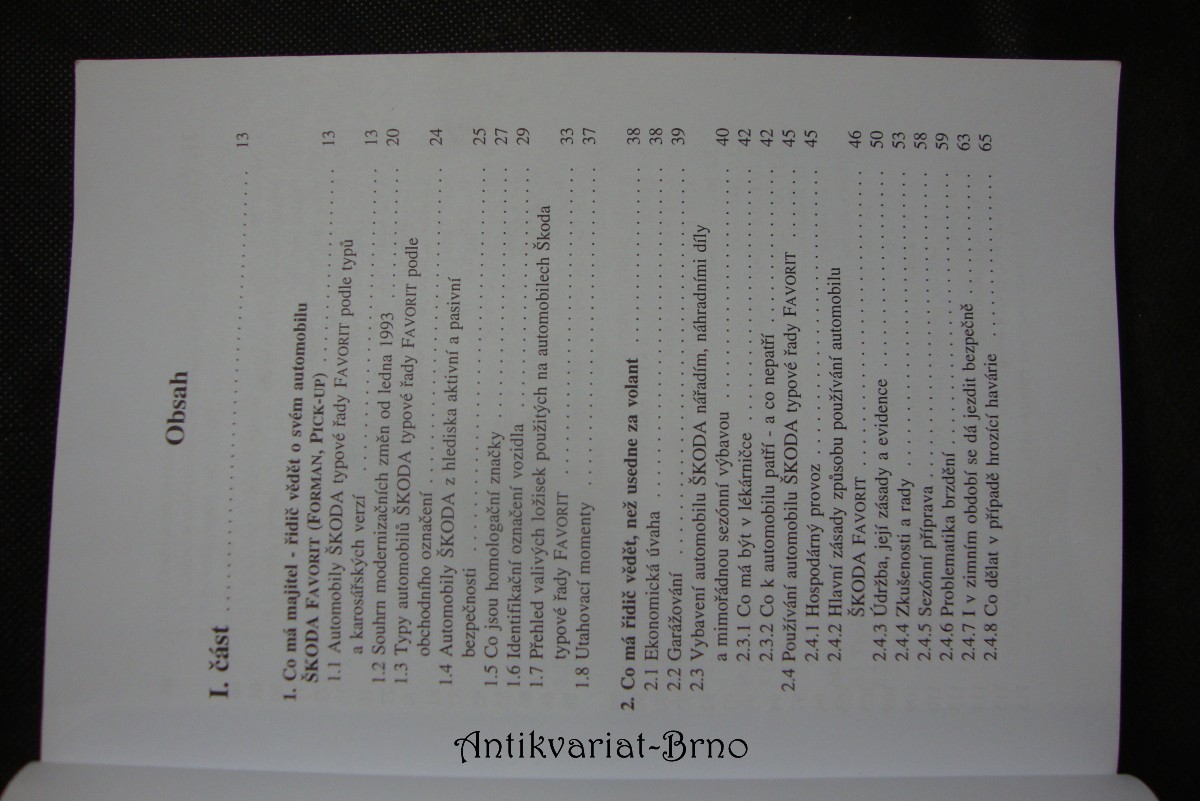 Obsah
I. část . . . . . . . . . . . . . . . . . . . . . . . . . . . . . . 13
1. Co má majitel - řidič vědět o svém automobilu
ŠKODA FAVORIT (FORMAN, PICK-UP) . . . . . . . . . . . . . . . 13
1.1 Automobily ŠKODA typové řady FAVORIT podle typů
a karosářských verzí . . . . . . . . . . . . . . . . . . . . . . 13
1.2 Souhrn modernizačních změn od ledna 1993 . . . . . . . . . . 20
1.3 Typy automobilů ŠKODA typové řady FAVORIT podle
obchodního označení . . . . . . . . . . . . . . . . . . . . . . 24
1.4 Automobily ŠKODA z hlediska aktivní a pasivní
bezpečnosti . . . . . . . . . . . . . . . . . . . . . . . . . . 25
1.5 Co jsou homologační značky . . . . . . . . . . . . . . . . . 27
1.6 Identifikační označení vozidla . . . . . . . . . . . . . . . . 29
1.7 Přehled valivých ložisek použitých na automobilech Škoda
typové řady FAVORIT . . . . . . . . . . . . . . . . . . . . . 33
1.8 Utahovací momenty . . . . . . . . . . . . . . . . . . . . . 37
2. Co má řidič vědět, než usedne za volant . . . . . . . . . . . . 38
2.1 Ekonomická úvaha . . . . . . . . . . . . . . . . . . . . . . 38
2.2 Garážování . . . . . . . . . . . . . . . . . . . . . . . . . 39
2.3 Vybavení automobilu ŠKODA nářadím, náhradními díly
a mimořádnou sezónní výbavou . . . . . . . . . . . . . . . . 40
2.3.1 Co má být v lékárničce . . . . . . . . . . . . . . . . . . 42
2.3.2 Co k automobilu patří - a co nepatří . . . . . . . . . . . 42
2.4 Používání automobilu ŠKODA typové řady FAVORIT . . . . . . 45
2.4.1 Hospodárný provoz . . . . . . . . . . . . . . . . . . . . 45
2.4.2 Hlavní zásady způsobu používání automobilu
ŠKODA FAVORIT . . . . . . . . . . . . . . . . . . . . . . . 46
2.4.3 Údržba, její zásady a evidence . . . . . . . . . . . . . . 50
2.4.4 Zkušenosti a rady . . . . . . . . . . . . . . . . . . . . 53
2.4.5 Sezónní příprava . . . . . . . . . . . . . . . . . . . . . 58
2.4.6 Problematika brzdění . . . . . . . . . . . . . . . . . . . 59
2.4.7 I v zimním období se dá jezdit bezpečně . . . . . . . . . 63
2.4.8 Co dělat v případě hrozící havárie . . . . . . . . . . . . 65
Antikvariat-Brno